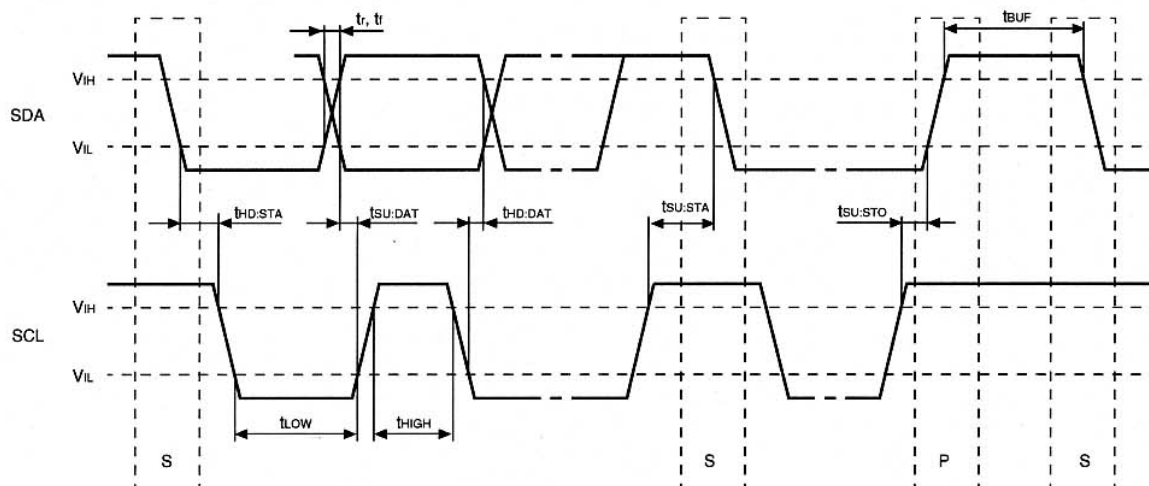 tr, tf
tBUF
VIH
SDA
VIL
tHD:STA
tSU:DAT
tHD:DAT
tSU:STA
tSU:STO
VIH
SCL
VIL
tLOW
tHIGH
S
S
P
S